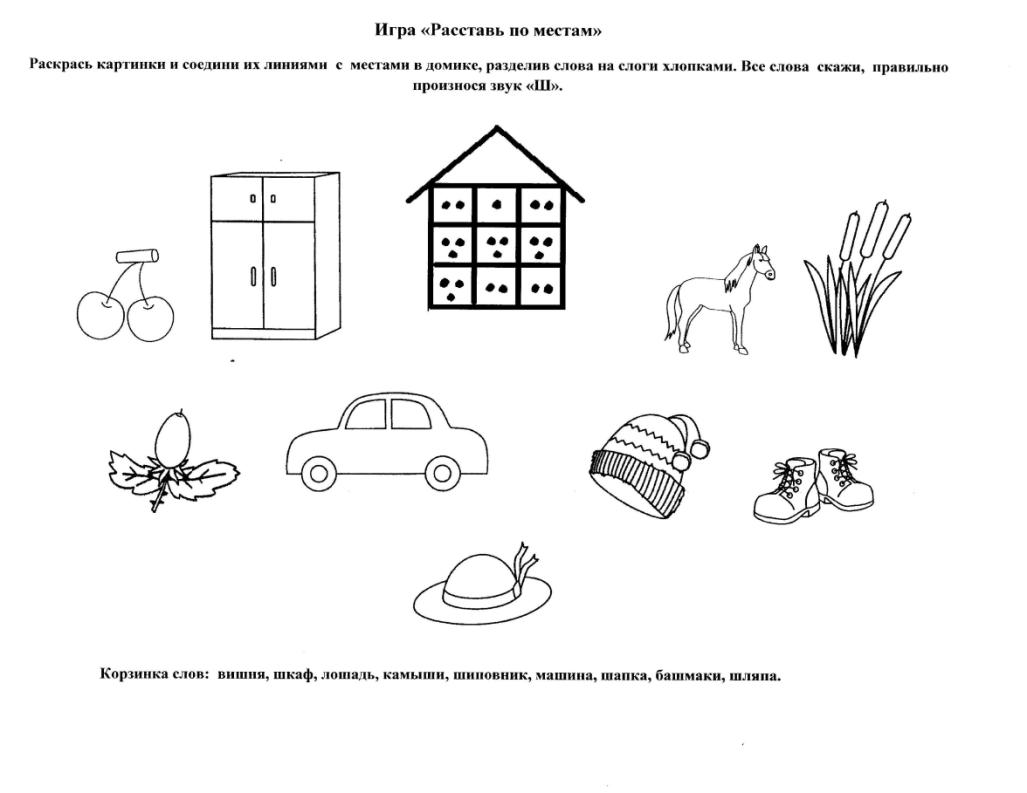 Игра «Расставь по местам»
Раскрась картинки и соедини их линиями с местами в домике, разделив слова на слоги хлопками. Все слова скажи, правильно
произнося звук «Ш».
Корзинка слов: вишня, шкаф, лошадь, камыши, шиповник, машина, шапка, башмаки, шляпа.